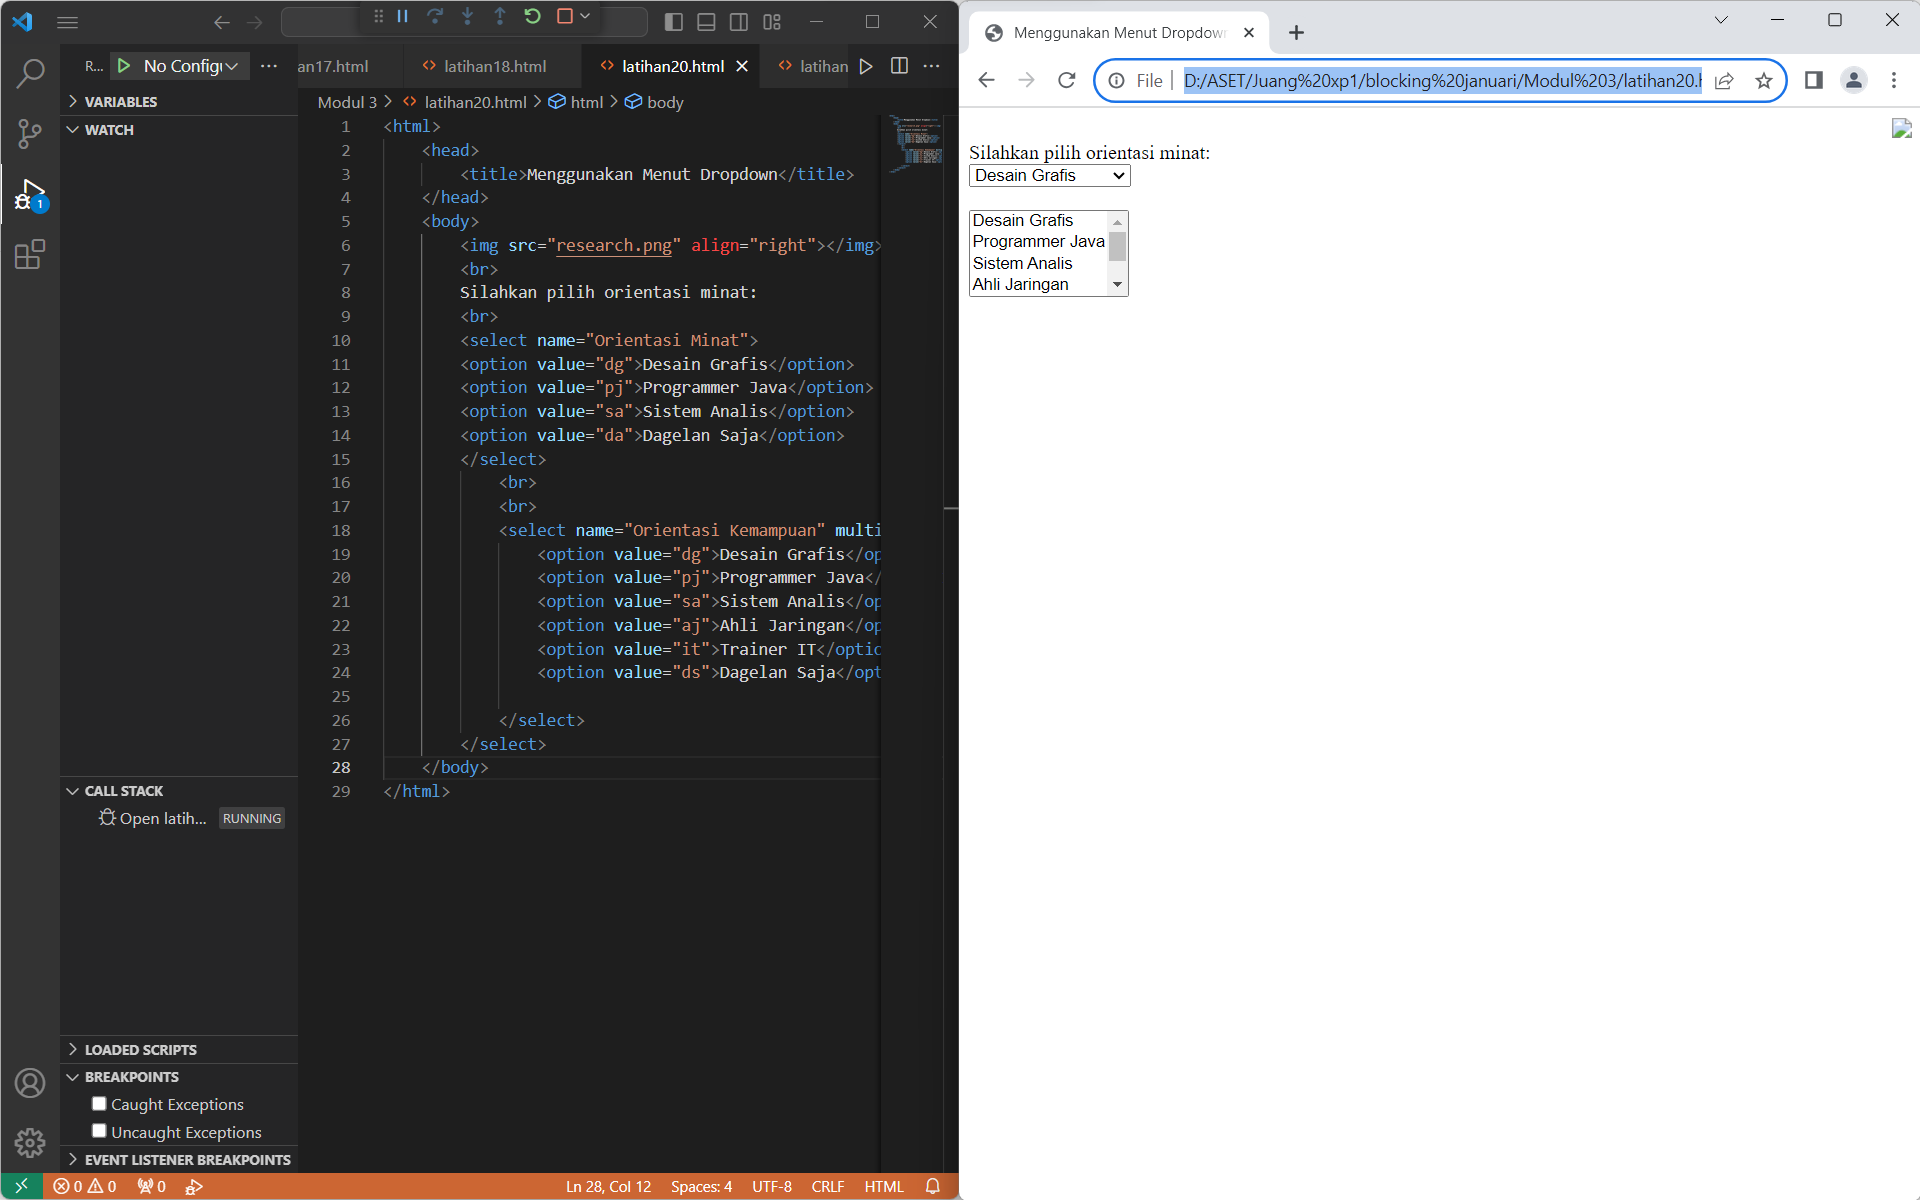 R... No Config
VARIABLES
WATCH
CALL STACK
Open latih... RUNNING
LOADED SCRIPTS
BREAKPOINTS
Caught Exceptions
Uncaught Exceptions
EVENT LISTENER BREAKPOINTS
an17.html latihan18.html latihan20.html latihan
Modul 3 > latihan20.html > html > body
1 <html>
2 <head>
3 <title>Menggunakan Menut Dropdown</title>
4 </head>
5 <body>
6 <img src="research.png" align="right"></img>
7 <br>
8 Silahkan pilih orientasi minat:
9 <br>
10 <select name="Orientasi Minat">
11 <option value="dg">Desain Grafis</option>
12 <option value="pj">Programmer Java</option>
13 <option value="sa">Sistem Analis</option>
14 <option value="da">Dagelan Saja</option>
15 </select>
16 <br>
17 <br>
18 <select name="Orientasi Kemampuan" multi
19 <option value="dg">Desain Grafis</op
20 <option value="pj">Programmer Java</
21 <option value="sa">Sistem Analis</op
22 <option value="aj">Ahli Jaringan</op
23 <option value="it">Trainer IT</optic
24 <option value="ds">Dagelan Saja</opt
25
26 </select>
27 </select>
28 </body>
29 </html>
1
0 0 0 Ln 28, Col 12 Spaces: 4 UTF-8 CRLF HTML
Menggunakan Menut Dropdown
File | D:/ASET/Juang%20xp1/blocking%20januari/Modul%203/latihan20.h
Silahkan pilih orientasi minat:
Desain Grafis
Desain Grafis
Programmer Java
Sistem Analis
Ahli Jaringan